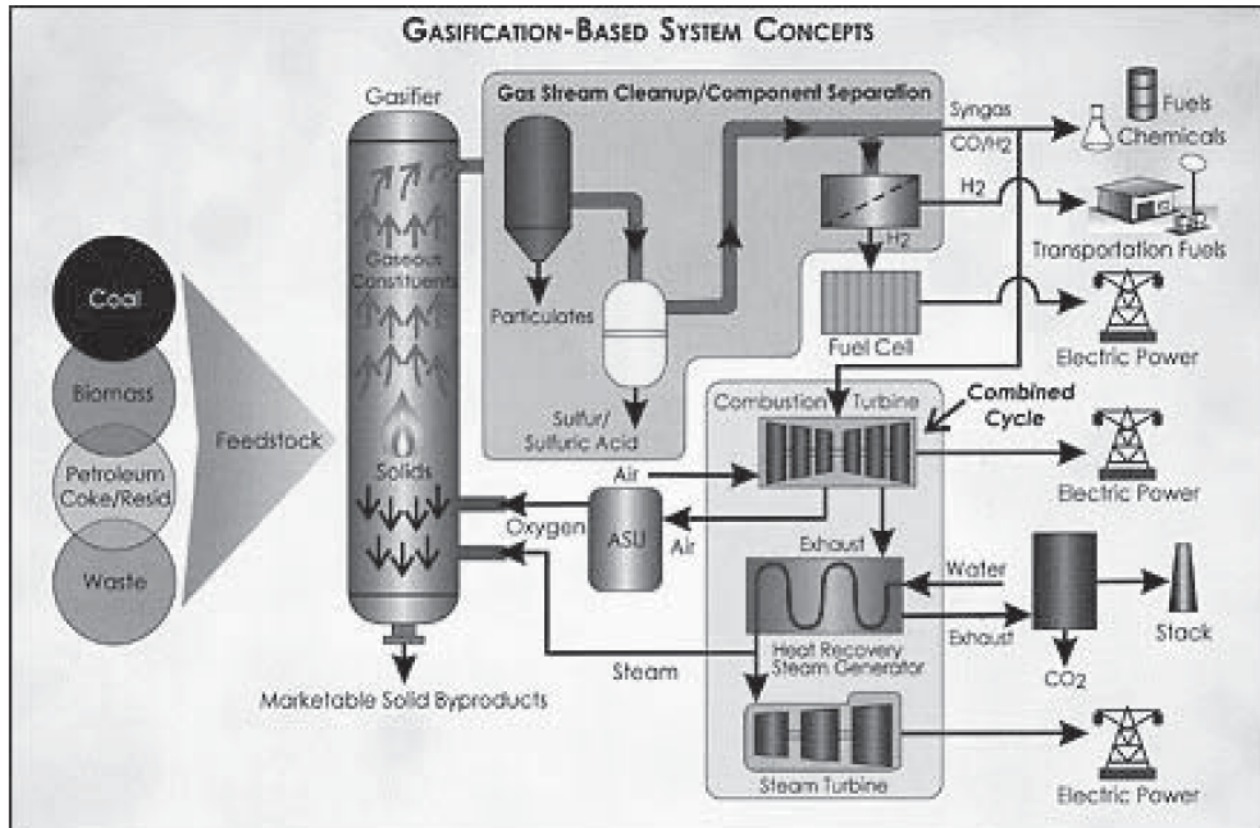 GASIFICATION-BASED SYSTEM CONCEPTS
Gasifier
Gas Stream Cleanup/Component Separation
Gaseous
Constituents
Particulates
Sulfur/
Sulfuric Acid
Syngas
CO/H2
Fuels
Chemicals
H2
H2
Transportation Fuels
Fuel Cell
Electric Power
Coal
Biomass
Petroleum
Coke/Resid
Waste
Feedstock
Solids
Combustion Turbine
Combined
Cycle
Air
Electric Power
Oxygen
ASU
Air
Exhaust
Water
Exhaust
Stack
CO2
Heat Recovery
Steam Generator
Steam
Marketable Solid Byproducts
Steam Turbine
Electric Power